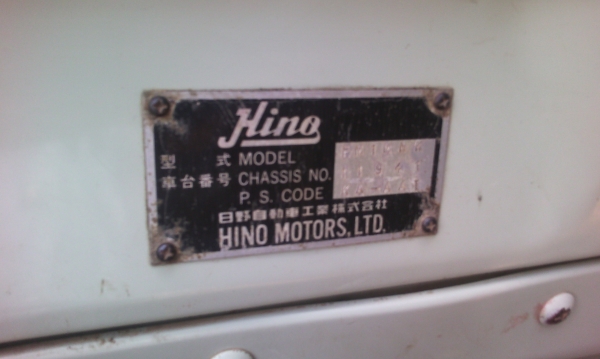 Hino
型 式 MODEL
車台番号 CHASSIS NO.
P. S. CODE
日野自動車工業株式会社
HINO MOTORS, LTD.